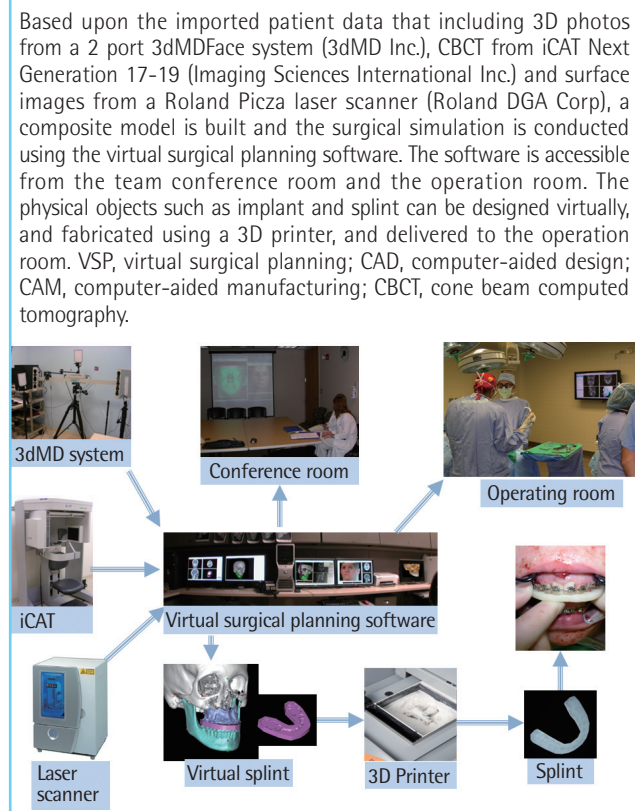 Based upon the imported patient data that including 3D photos
from a 2 port 3dMDFace system (3dMD Inc.), CBCT from iCAT Next
Generation 17-19 (Imaging Sciences International Inc.) and surface
images from a Roland Picza laser scanner (Roland DGA Corp), a
composite model is built and the surgical simulation is conducted
using the virtual surgical planning software. The software is accessible
from the team conference room and the operation room. The
physical objects such as implant and splint can be designed virtually,
and fabricated using a 3D printer, and delivered to the operation
room. VSP, virtual surgical planning; CAD, computer-aided design;
CAM, computer-aided manufacturing; CBCT, cone beam computed
tomography.
3dMD system
Conference room
Operating room
iCAT
Virtual surgical planning software
Laser
scanner
Virtual splint
3D Printer
Splint